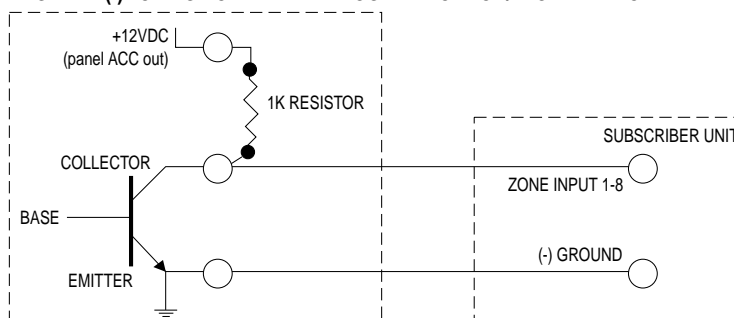 +12VDC
(panel ACC out)
1K RESISTOR
SUBSCRIBER UNIT
COLLECTOR
ZONE INPUT 1-8
BASE
(-) GROUND
EMITTER